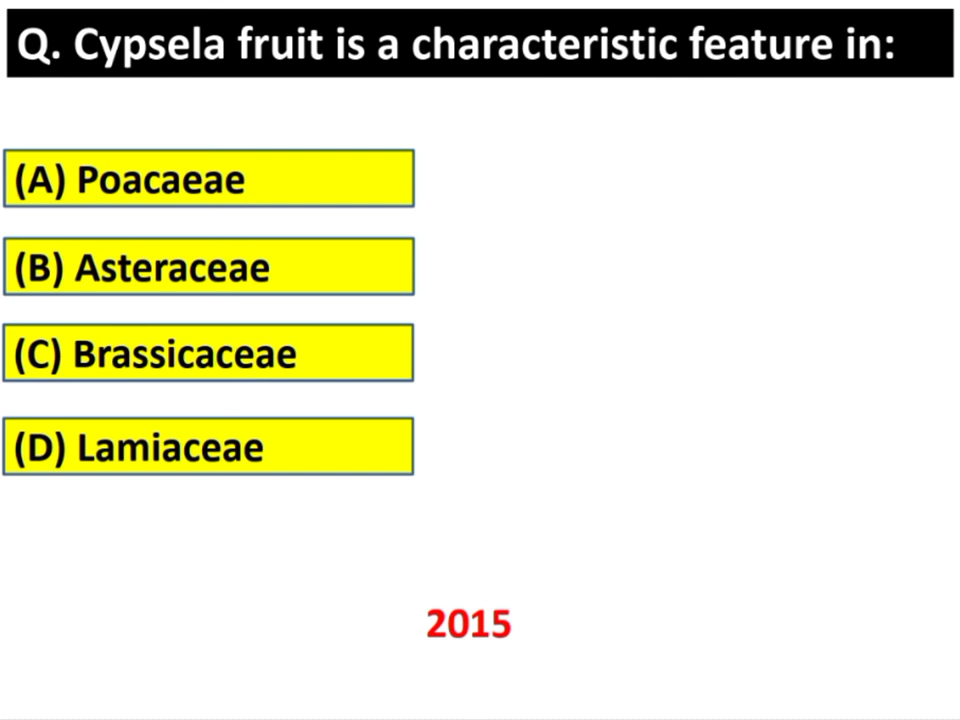 Q. Cypsela fruit is a characteristic feature in:
(A) Poacaeae
(B) Asteraceae
(C) Brassicaceae
(D) Lamiaceae
2015